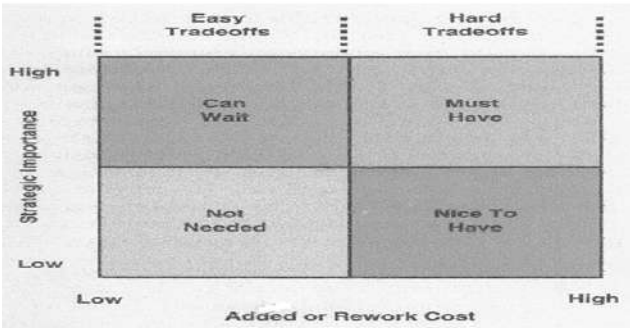 Easy
Tradeoffs
Hard
Tradeoffs
High
Can
Wait
Must
Have
Strategic Importance
Not
Needed
Nice To
Have
Low
Low
High
Added or Rework Cost